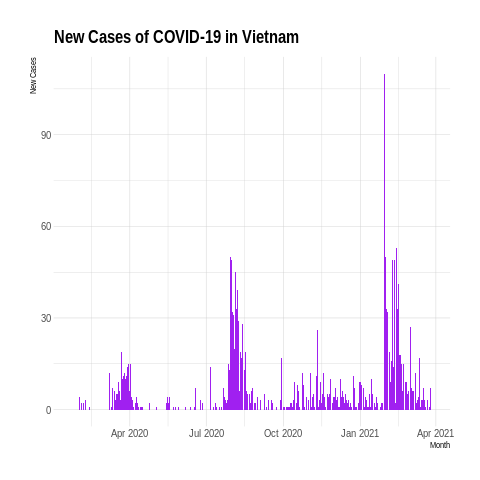 New Cases of COVID-19 in Vietnam
New Cases
90
60
30
0
Apr 2020 Jul 2020 Oct 2020 Jan 2021 Apr 2021
Month